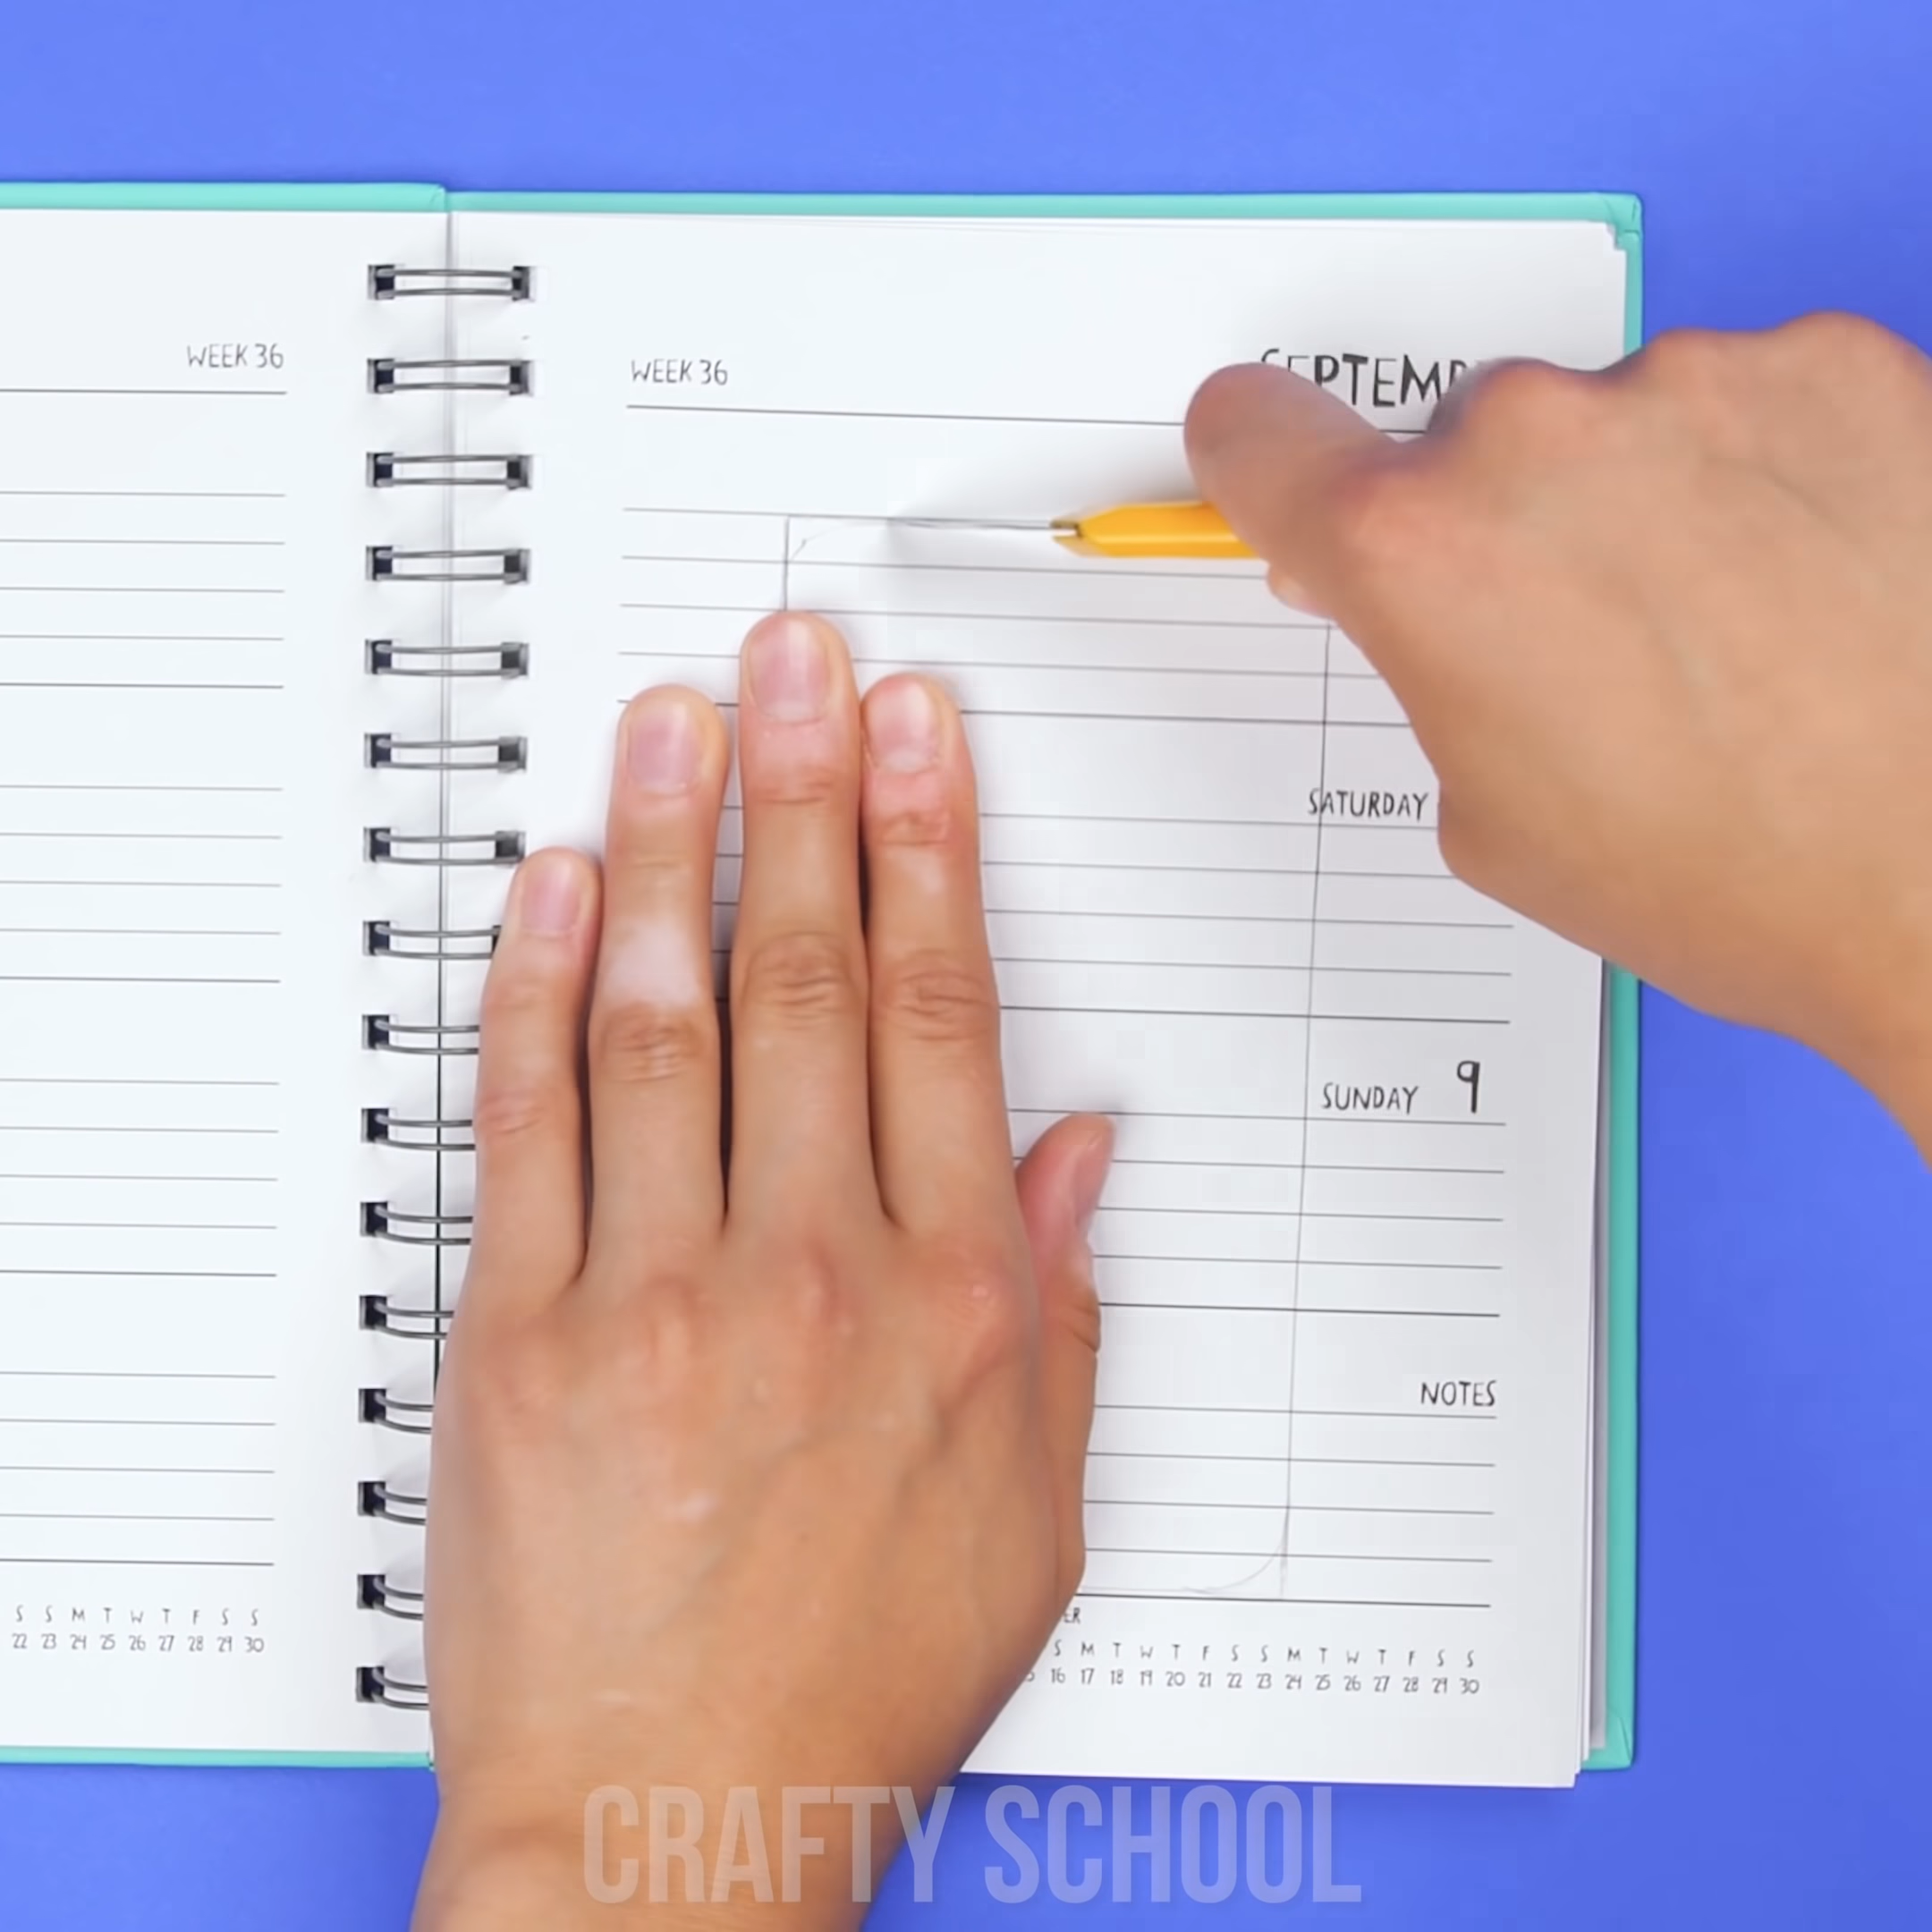 WEEK 36
WEEK 36
SATURDAY
SUNDAY 9
NOTES
S S M T W T F S S
22 23 24 25 26 27 28 29 30
S M T W T F S S M T W T F S S
16 17 18 19 20 21 22 23 24 25 26 27 28 29 30
CRAFTY SCHOOL